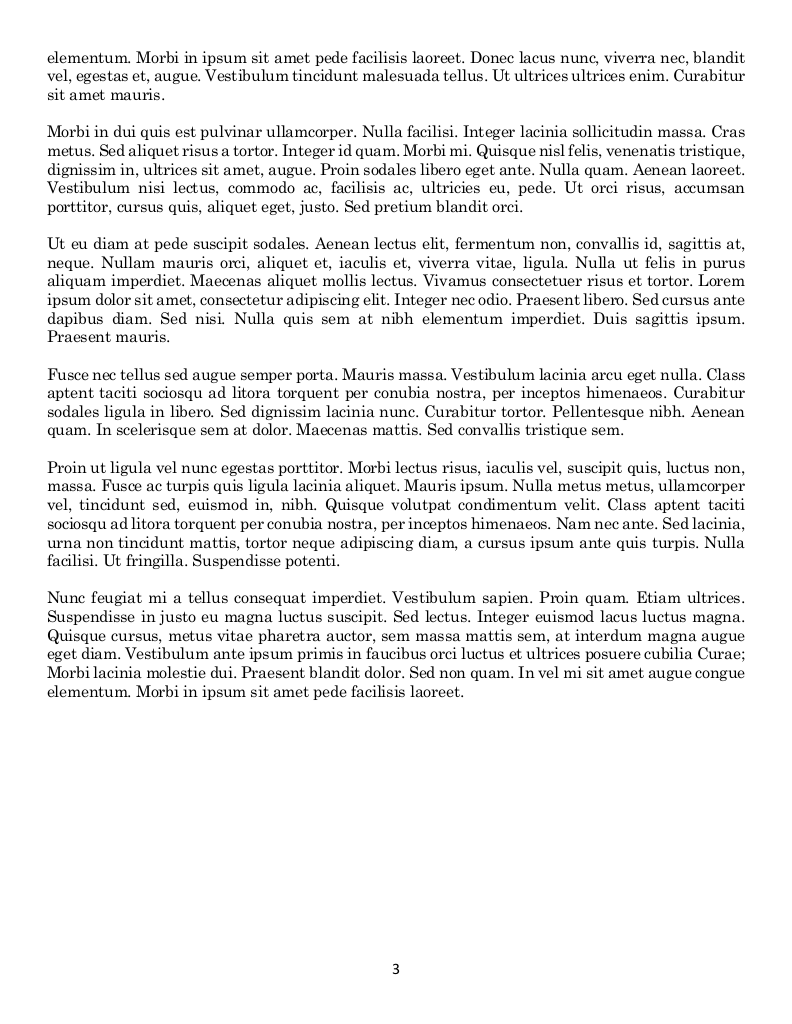 elementum. Morbi in ipsum sit amet pede facilisis laoreet. Donec lacus nunc, viverra nec, blandit
vel, egestas et, augue. Vestibulum tincidunt malesuada tellus. Ut ultrices ultrices enim. Curabitur
sit amet mauris.
Morbi in dui quis est pulvinar ullamcorper. Nulla facilisi. Integer lacinia sollicitudin massa. Cras
metus. Sed aliquet risus a tortor. Integer id quam. Morbi mi. Quisque nisl felis, venenatis tristique,
dignissim in, ultrices sit amet, augue. Proin sodales libero eget ante. Nulla quam. Aenean laoreet.
Vestibulum nisi lectus, commodo ac, facilisis ac, ultricies eu, pede. Ut orci risus, accumsan
porttitor, cursus quis, aliquet eget, justo. Sed pretium blandit orci.
Ut eu diam at pede suscipit sodales. Aenean lectus elit, fermentum non, convallis id, sagittis at,
neque. Nullam mauris orci, aliquet et, iaculis et, viverra vitae, ligula. Nulla ut felis in purus
aliquam imperdiet. Maecenas aliquet mollis lectus. Vivamus consectetuer risus et tortor. Lorem
ipsum dolor sit amet, consectetur adipiscing elit. Integer nec odio. Praesent libero. Sed cursus ante
dapibus diam. Sed nisi. Nulla quis sem at nibh elementum imperdiet. Duis sagittis ipsum.
Praesent mauris.
Fusce nec tellus sed augue semper porta. Mauris massa. Vestibulum lacinia arcu eget nulla. Class
aptent taciti sociosqu ad litora torquent per conubia nostra, per inceptos himenaeos. Curabitur
sodales ligula in libero. Sed dignissim lacinia nunc. Curabitur tortor. Pellentesque nibh. Aenean
quam. In scelerisque sem at dolor. Maecenas mattis. Sed convallis tristique sem.
Proin ut ligula vel nunc egestas porttitor. Morbi lectus risus, iaculis vel, suscipit quis, luctus non,
massa. Fusce ac turpis quis ligula lacinia aliquet. Mauris ipsum. Nulla metus metus, ullamcorper
vel, tincidunt sed, euismod in, nibh. Quisque volutpat condimentum velit. Class aptent taciti
sociosqu ad litora torquent per conubia nostra, per inceptos himenaeos. Nam nec ante. Sed lacinia,
urna non tincidunt mattis, tortor neque adipiscing diam, a cursus ipsum ante quis turpis. Nulla
facilisi. Ut fringilla. Suspendisse potenti.
Nunc feugiat mi a tellus consequat imperdiet. Vestibulum sapien. Proin quam. Etiam ultrices.
Suspendisse in justo eu magna luctus suscipit. Sed lectus. Integer euismod lacus luctus magna.
Quisque cursus, metus vitae pharetra auctor, sem massa mattis sem, at interdum magna augue
eget diam. Vestibulum ante ipsum primis in faucibus orci luctus et ultrices posuere cubilia Curae;
Morbi lacinia molestie dui. Praesent blandit dolor. Sed non quam. In vel mi sit amet augue congue
elementum. Morbi in ipsum sit amet pede facilisis laoreet.
3